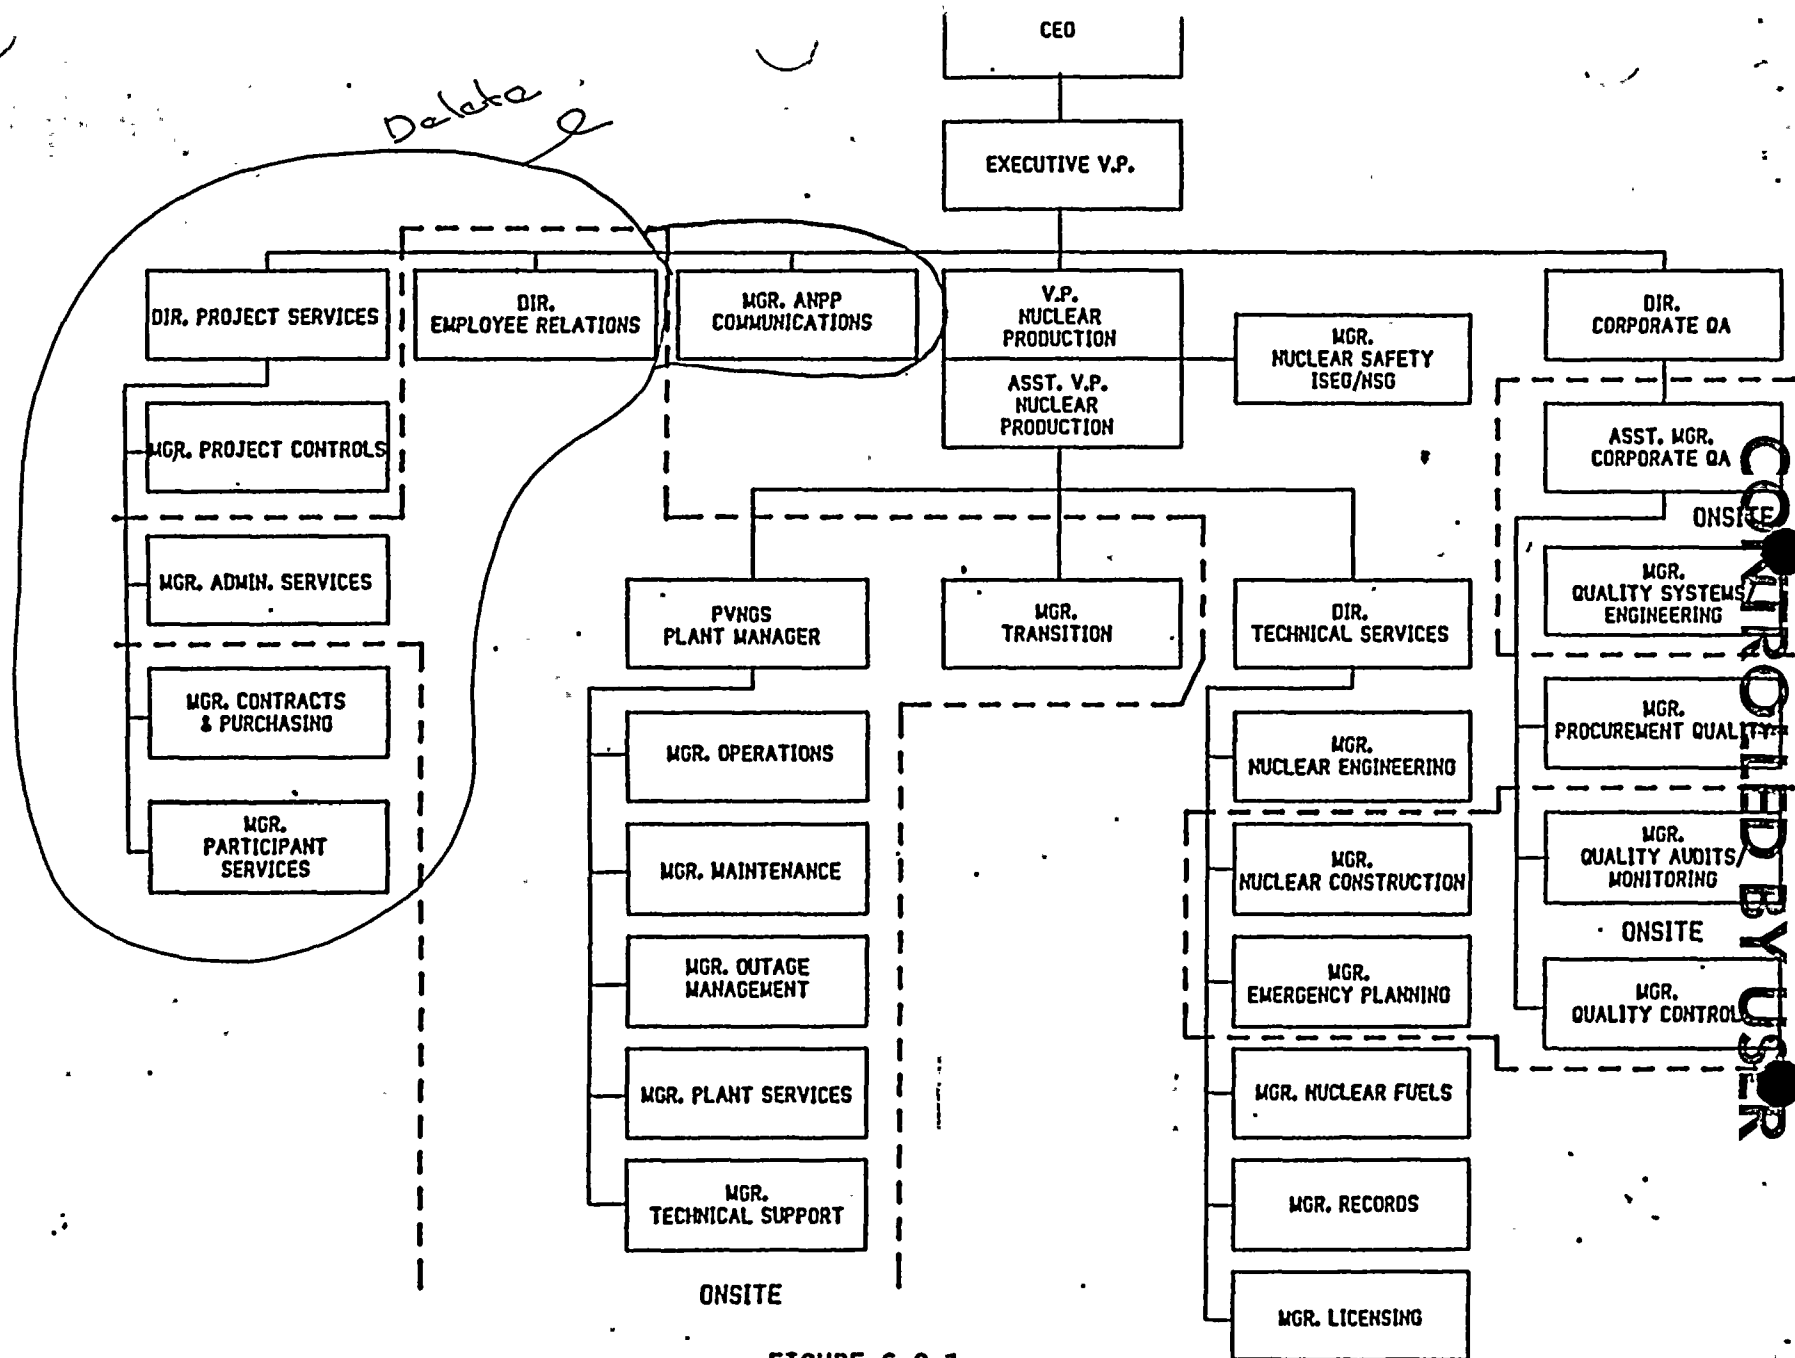 CEO
Delete
EXECUTIVE V.P.
DIR. PROJECT SERVICES
DIR.
EMPLOYEE RELATIONS
MGR. ANPP
COMMUNICATIONS
V.P.
NUCLEAR
PRODUCTION
ASST. V.P.
NUCLEAR
PRODUCTION
MGR.
NUCLEAR SAFETY
ISEG/NSG
DIR.
CORPORATE QA
MGR. PROJECT CONTROLS
MGR. ADMIN. SERVICES
MGR. CONTRACTS
& PURCHASING
MGR.
PARTICIPANT
SERVICES
PVNGS
PLANT MANAGER
MGR. OPERATIONS
MGR. MAINTENANCE
MGR. OUTAGE
MANAGEMENT
MGR. PLANT SERVICES
MGR.
TECHNICAL SUPPORT
ONSITE
MGR.
TRANSITION
DIR.
TECHNICAL SERVICES
MGR.
NUCLEAR ENGINEERING
MGR.
NUCLEAR CONSTRUCTION
MGR.
EMERGENCY PLANNING
MGR. NUCLEAR FUELS
MGR. RECORDS
MGR. LICENSING
ASST. MGR.
CORPORATE QA
ONSITE
MGR.
QUALITY SYSTEMS/
ENGINEERING
MGR.
PROCUREMENT QUALITY
MGR.
QUALITY AUDITS/
MONITORING
ONSITE
MGR.
QUALITY CONTROL
CONTROLLED BY USER